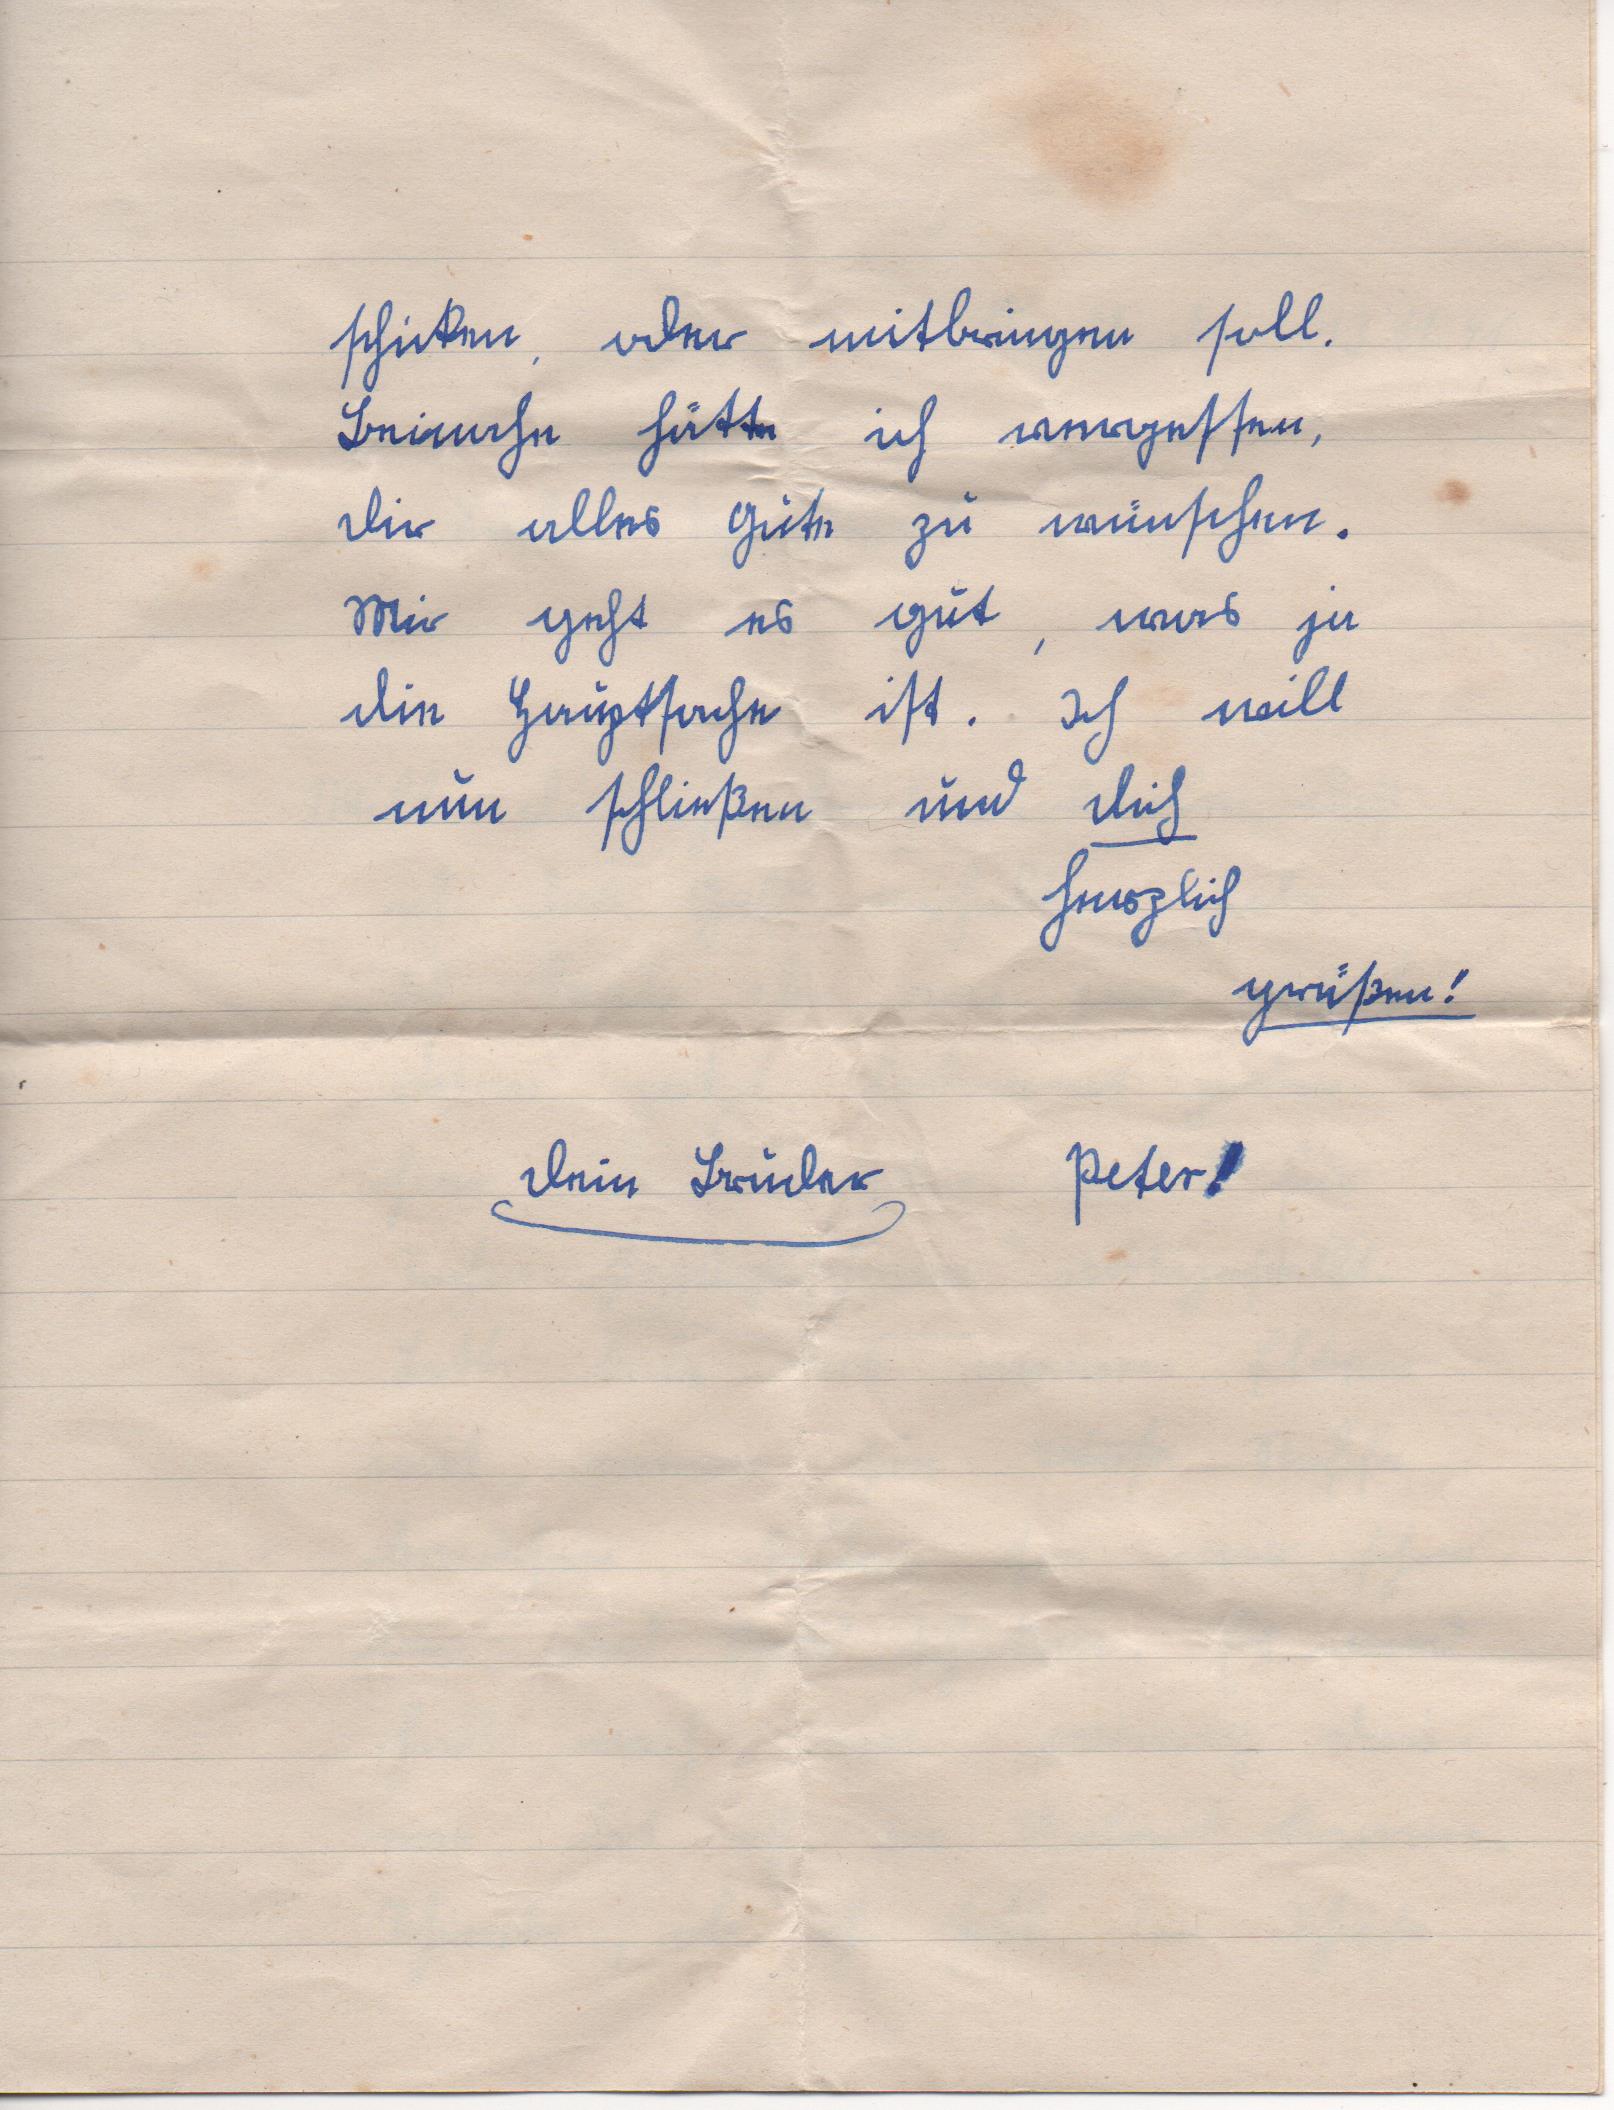 schicken, oder mitbringen soll.
Beinahe hätte ich vergessen,
dir alles Gute zu wünschen.
Mir geht es gut, was ja
die Hauptsache ist. Ich will
nun schließen und dich
herzlich
grüßen!
Dein Bruder Peter!